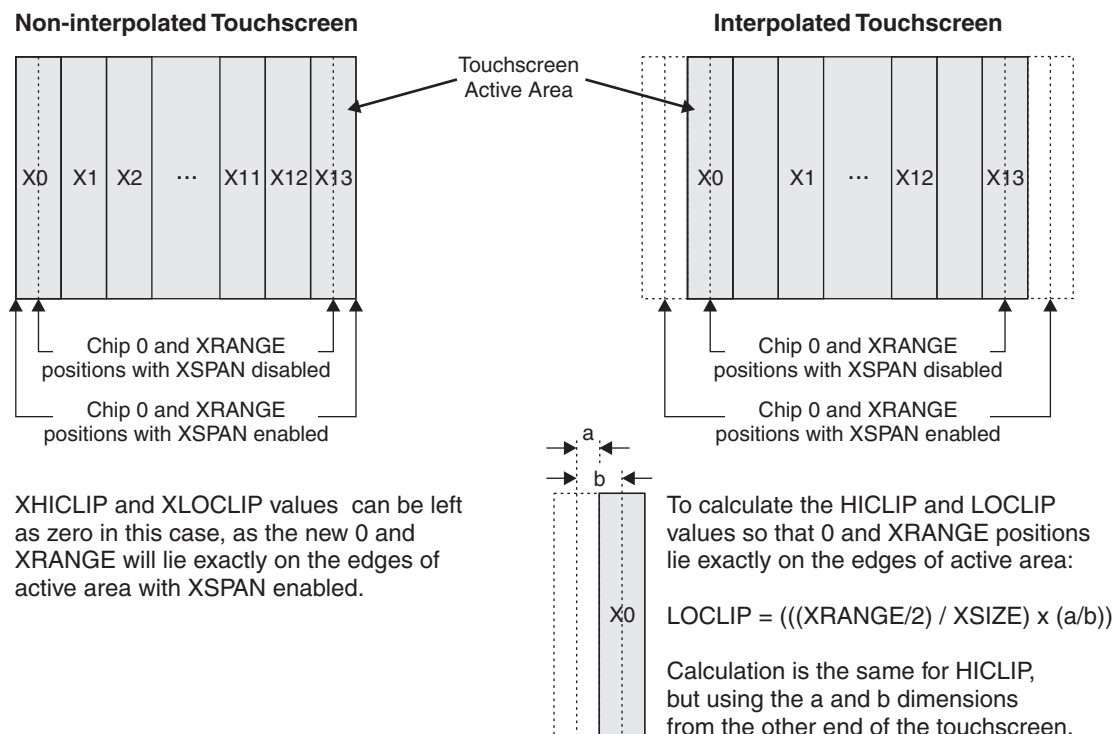 Non-interpolated Touchscreen
Interpolated Touchscreen
Touchscreen
Active Area
X0 X1 X2 ... X11 X12 X13
X0 X1 ... X12 X13
Chip 0 and XRANGE
positions with XSPAN disabled
Chip 0 and XRANGE
positions with XSPAN enabled
Chip 0 and XRANGE
positions with XSPAN disabled
Chip 0 and XRANGE
positions with XSPAN enabled
XHICLIP and XLOCLIP values can be left
as zero in this case, as the new 0 and
XRANGE will lie exactly on the edges of
active area with XSPAN enabled.
a
b
X0
To calculate the HICLIP and LOCLIP
values so that 0 and XRANGE positions
lie exactly on the edges of active area:
LOCLIP = (((XRANGE/2) / XSIZE) x (a/b))
Calculation is the same for HICLIP,
but using the a and b dimensions
from the other end of the touchscreen.